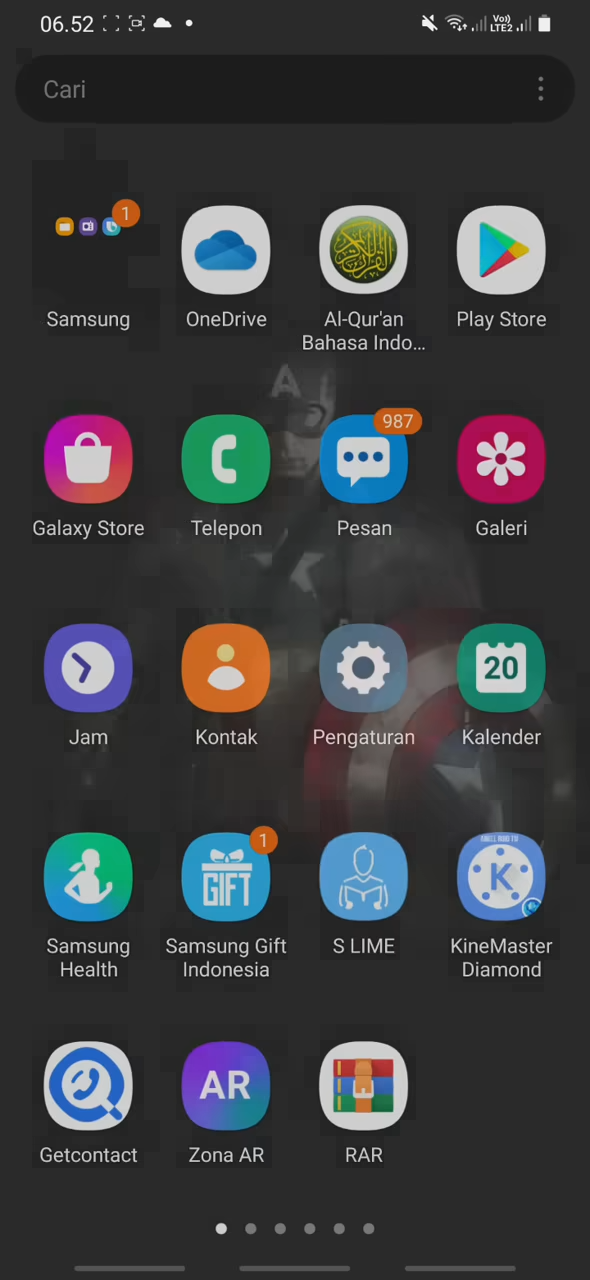 06.52
Vo))
LTE2
Cari
1
Samsung
OneDrive
Al-Qur'an
Bahasa Indo...
Play Store
A
987
Galaxy Store
Telepon
Pesan
Galeri
20
Jam
Kontak
Pengaturan
Kalender
1
GIFT
K
Samsung
Health
Samsung Gift
Indonesia
S LIME
KineMaster
Diamond
AR
Getcontact
Zona AR
RAR